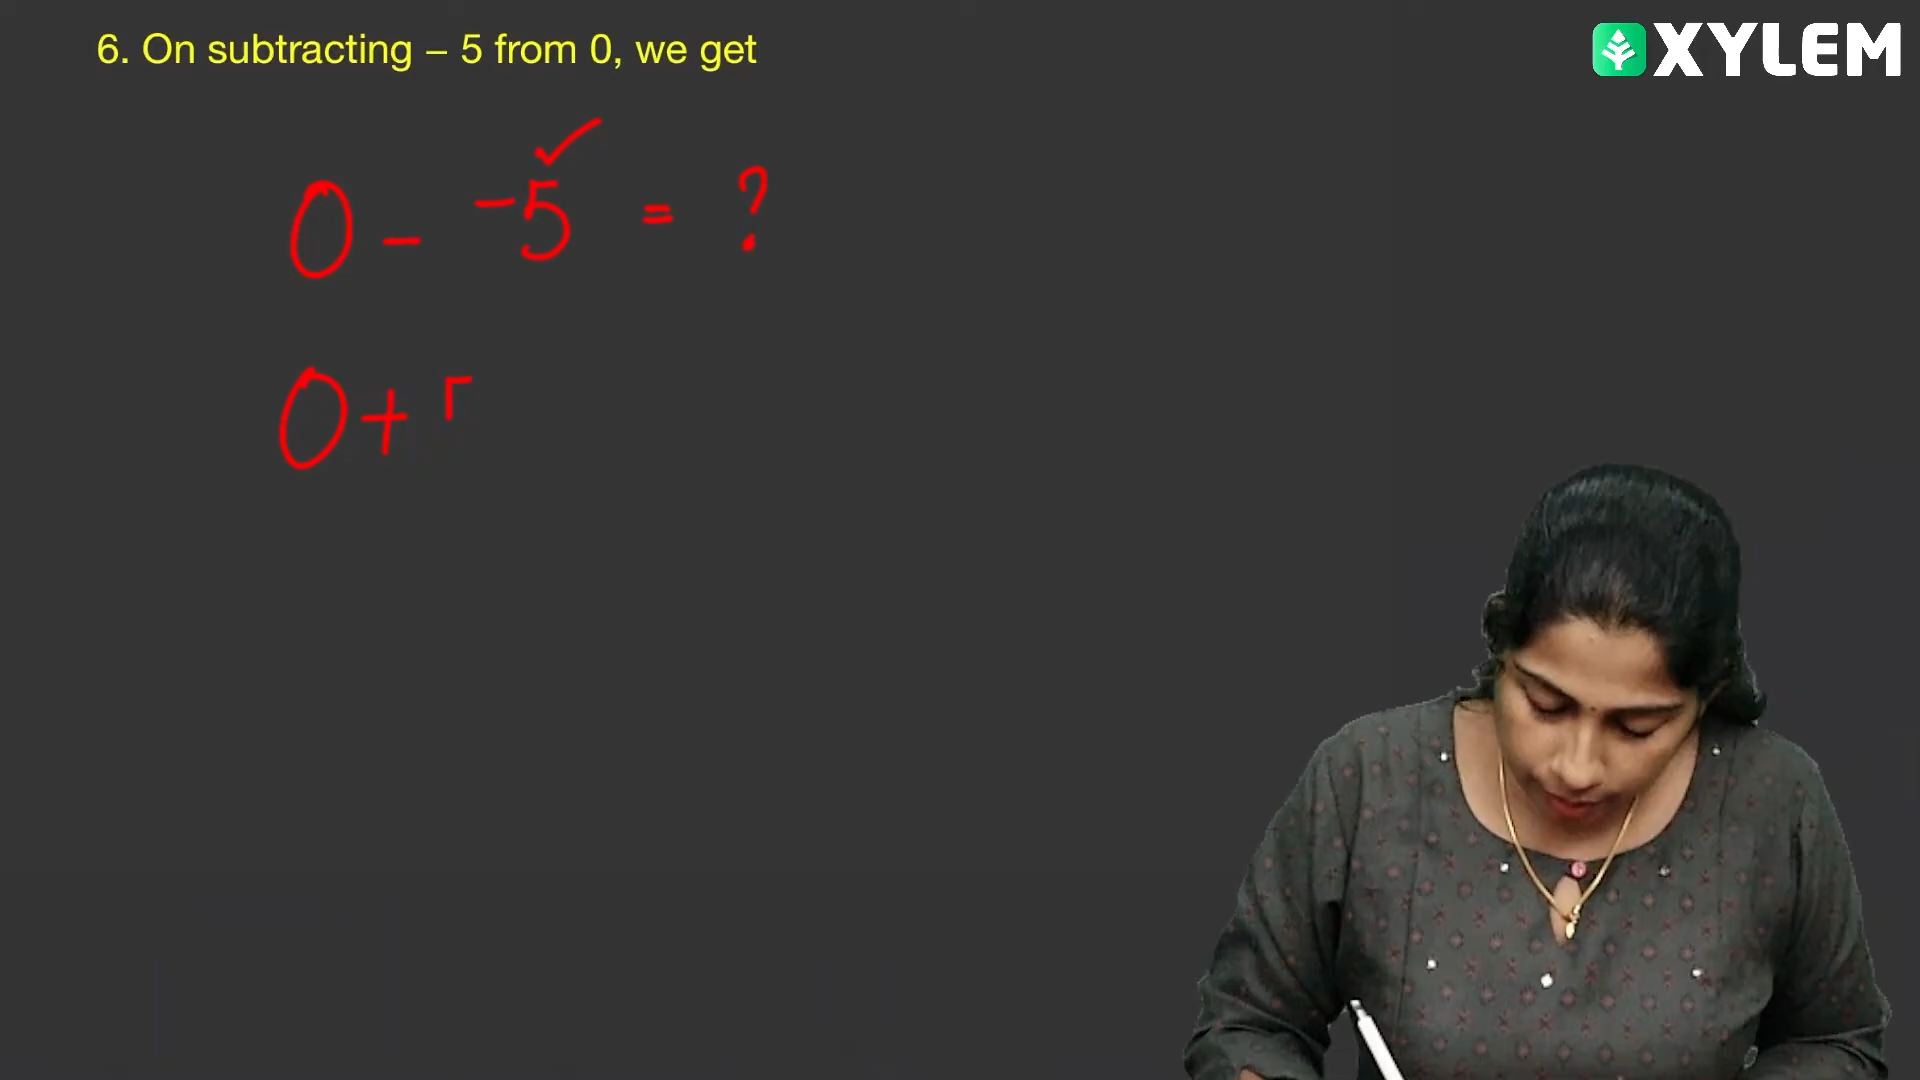 6. On subtracting – 5 from 0, we get
XYLEM
0 - -5 = ?
0 +